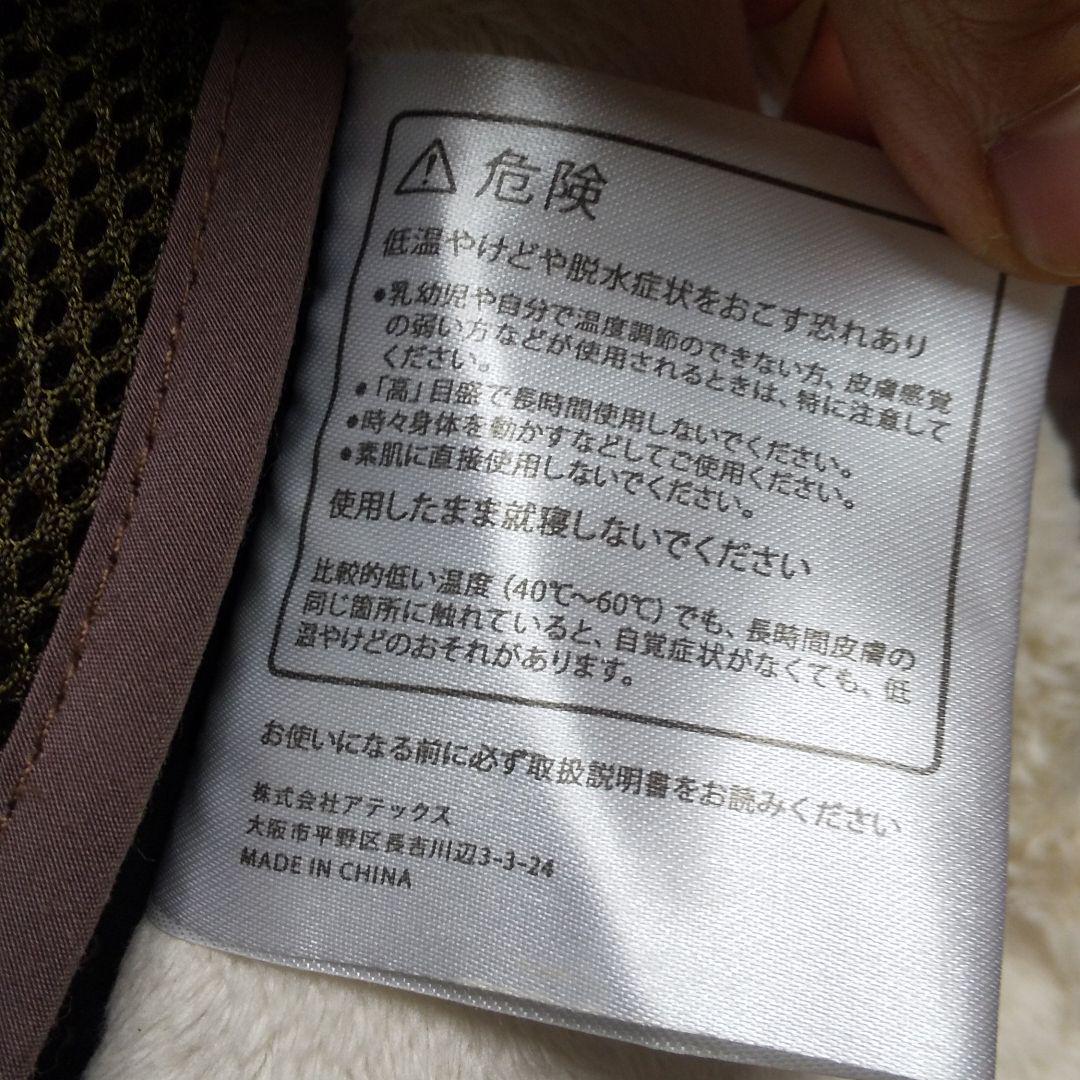 危険
低温やけどや脱水症状をおこす恐れあり
●乳幼児や自分で温度調節のできない方、皮膚感覚
の弱い方などが使用されるときは、特に注意して
ください。
●「高」目盛で長時間使用しないでください。
●時々身体を動かすなどしてご使用ください。
●素肌に直接使用しないでください。
使用したまま就寝しないでください
比較的低い温度 (40℃～60℃) でも、長時間皮膚の
同じ箇所に触れていると、自覚症状がなくても、低
温やけどのおそれがあります。
お使いになる前に必ず取扱説明書をお読みください
株式会社アテックス
大阪市平野区長吉川辺3-3-24
MADE IN CHINA